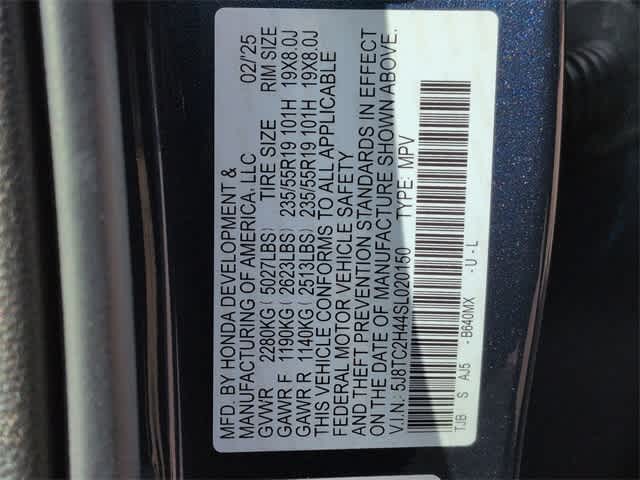 MFD. BY HONDA DEVELOPMENT &
MANUFACTURING OF AMERICA, LLC 02/'25
GVWR 2280KG( 5027LBS) TIRE SIZE RIM SIZE
GAWR F 1190KG( 2623LBS) 235/55R19 101H 19X8.0J
GAWR R 1140KG( 2513LBS) 235/55R19 101H 19X8.0J
THIS VEHICLE CONFORMS TO ALL APPLICABLE
FEDERAL MOTOR VEHICLE SAFETY
AND THEFT PREVENTION STANDARDS IN EFFECT
ON THE DATE OF MANUFACTURE SHOWN ABOVE.
V.I.N.: 5J8TC2H44SL020150 TYPE: MPV
TJB S AJ5 - B640MX - U - L